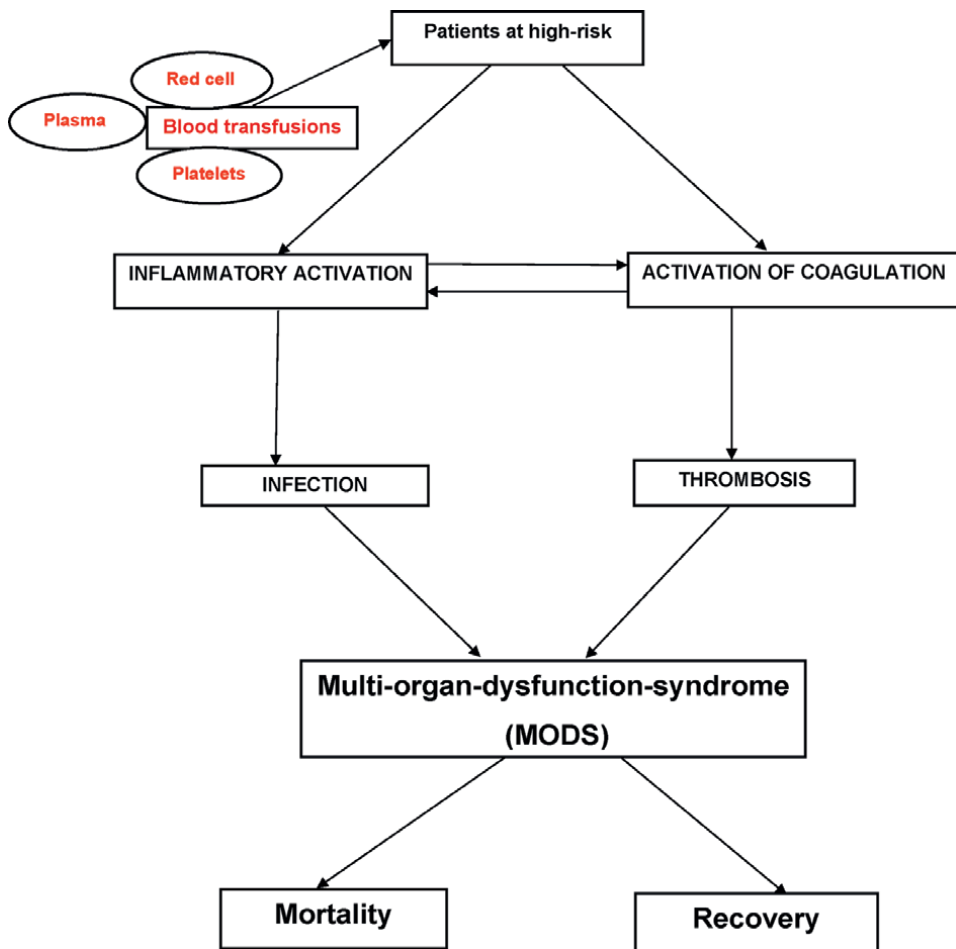 Patients at high-risk
Red cell
Plasma
Blood transfusions
Platelets
INFLAMMATORY ACTIVATION
ACTIVATION OF COAGULATION
INFECTION
THROMBOSIS
Multi-organ-dysfunction-syndrome
(MODS)
Mortality
Recovery